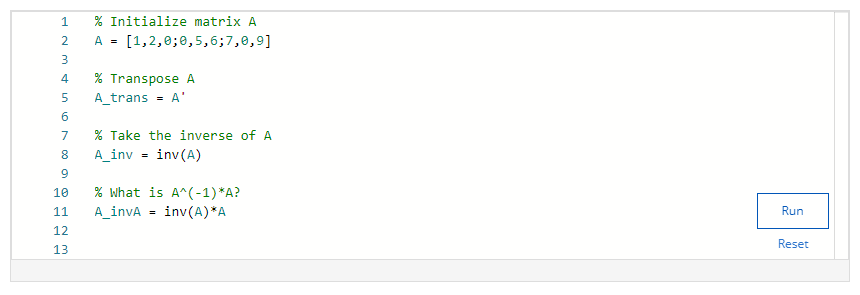 1 % Initialize matrix A
2 A = [1,2,0;0,5,6;7,0,9]
3
4 % Transpose A
5 A_trans = A'
6
7 % Take the inverse of A
8 A_inv = inv(A)
9
10 % What is A^(-1)*A?
11 A_invA = inv(A)*A
Run
12
Reset
13